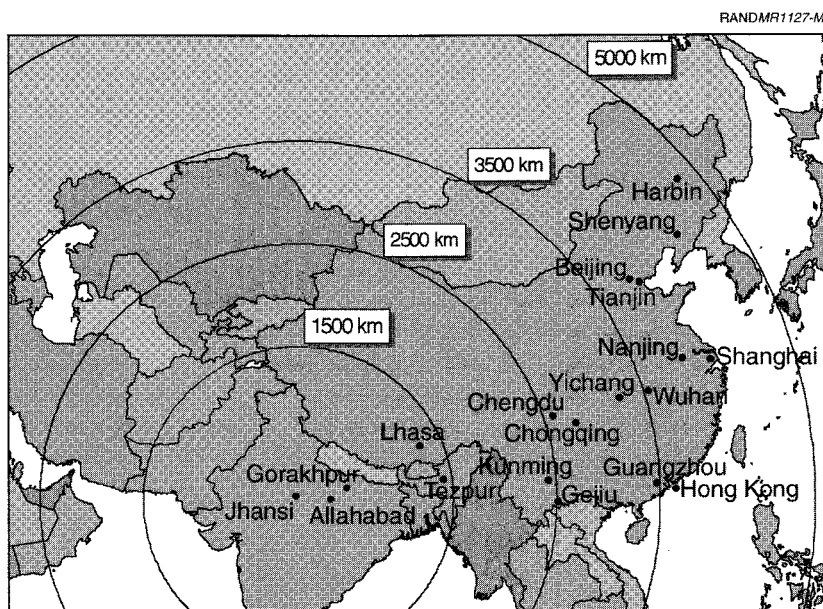 RANDMR1127-M
5000 km
3500 km
Harbin
Shenyang
2500 km
Beijing
Tianjin
1500 km
Nanjing
Shanghai
Yichang
Wuhan
Chengdu
Chongqing
Lhasa
Kunming
Guangzhou
Gorakhpur
Tezpur
Gejiu
Hong Kong
Jhansi
Allahabad